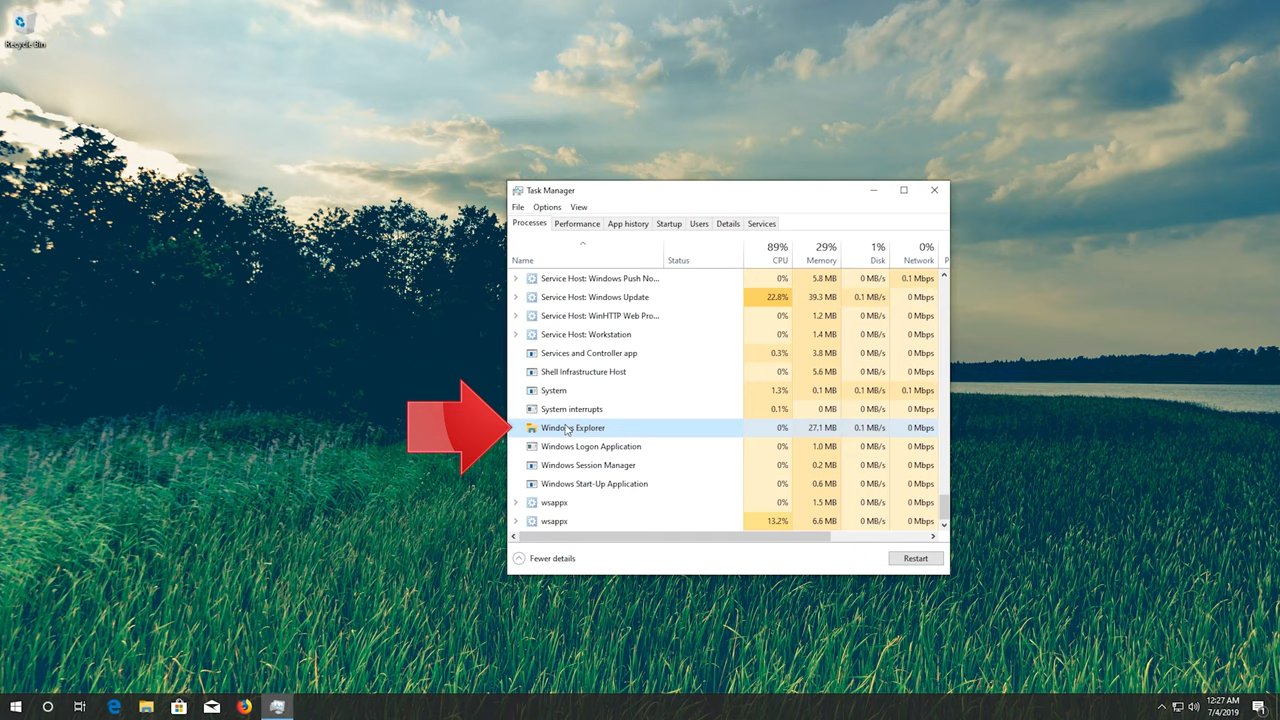 Recycle Bin
Task Manager
File Options View
Processes Performance App history Startup Users Details Services
89% 29% 1% 0%
Name Status CPU Memory Disk Network P
Service Host: Windows Push No... 0% 5.8 MB 0 MB/s 0.1 Mbps
Service Host: Windows Update 22.8% 39.3 MB 0.1 MB/s 0 Mbps
Service Host: WinHTTP Web Pro... 0% 1.2 MB 0 MB/s 0 Mbps
Service Host: Workstation 0% 1.4 MB 0 MB/s 0 Mbps
Services and Controller app 0.3% 3.8 MB 0 MB/s 0 Mbps
Shell Infrastructure Host 0% 5.6 MB 0 MB/s 0 Mbps
System 1.3% 0.1 MB 0.1 MB/s 0.1 Mbps
System interrupts 0.1% 0 MB 0 MB/s 0 Mbps
Windows Explorer 0% 27.1 MB 0.1 MB/s 0 Mbps
Windows Logon Application 0% 1.0 MB 0 MB/s 0 Mbps
Windows Session Manager 0% 0.2 MB 0 MB/s 0 Mbps
Windows Start-Up Application 0% 0.6 MB 0 MB/s 0 Mbps
wsappx 0% 1.5 MB 0 MB/s 0 Mbps
wsappx 13.2% 6.6 MB 0 MB/s 0 Mbps
Fewer details Restart
12:27 AM
7/4/2019